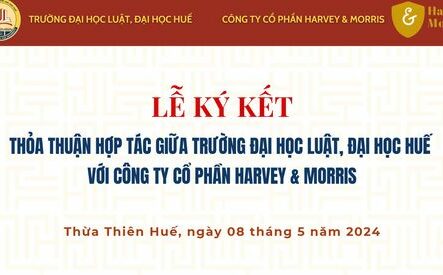 TRƯỜNG ĐẠI HỌC LUẬT, ĐẠI HỌC HUẾ
CÔNG TY CỔ PHẦN HARVEY & MORRIS
&
LỄ KÝ KẾT
THỎA THUẬN HỢP TÁC GIỮA TRƯỜNG ĐẠI HỌC LUẬT, ĐẠI HỌC HUẾ
VỚI CÔNG TY CỔ PHẦN HARVEY & MORRIS
Thừa Thiên Huế, ngày 08 tháng 5 năm 2024